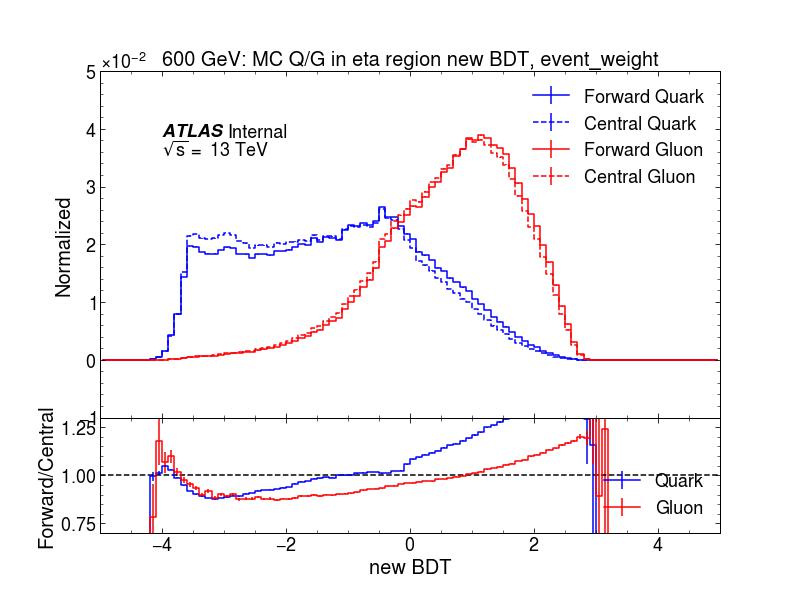 ×10⁻² 600 GeV: MC Q/G in eta region new BDT, event_weight
5
4
3
2
1
0
−1
Normalized
ATLAS Internal
√s = 13 TeV
Forward Quark
Central Quark
Forward Gluon
Central Gluon
1.25
1.00
0.75
Forward/Central
Quark
Gluon
−4 −2 0 2 4
new BDT